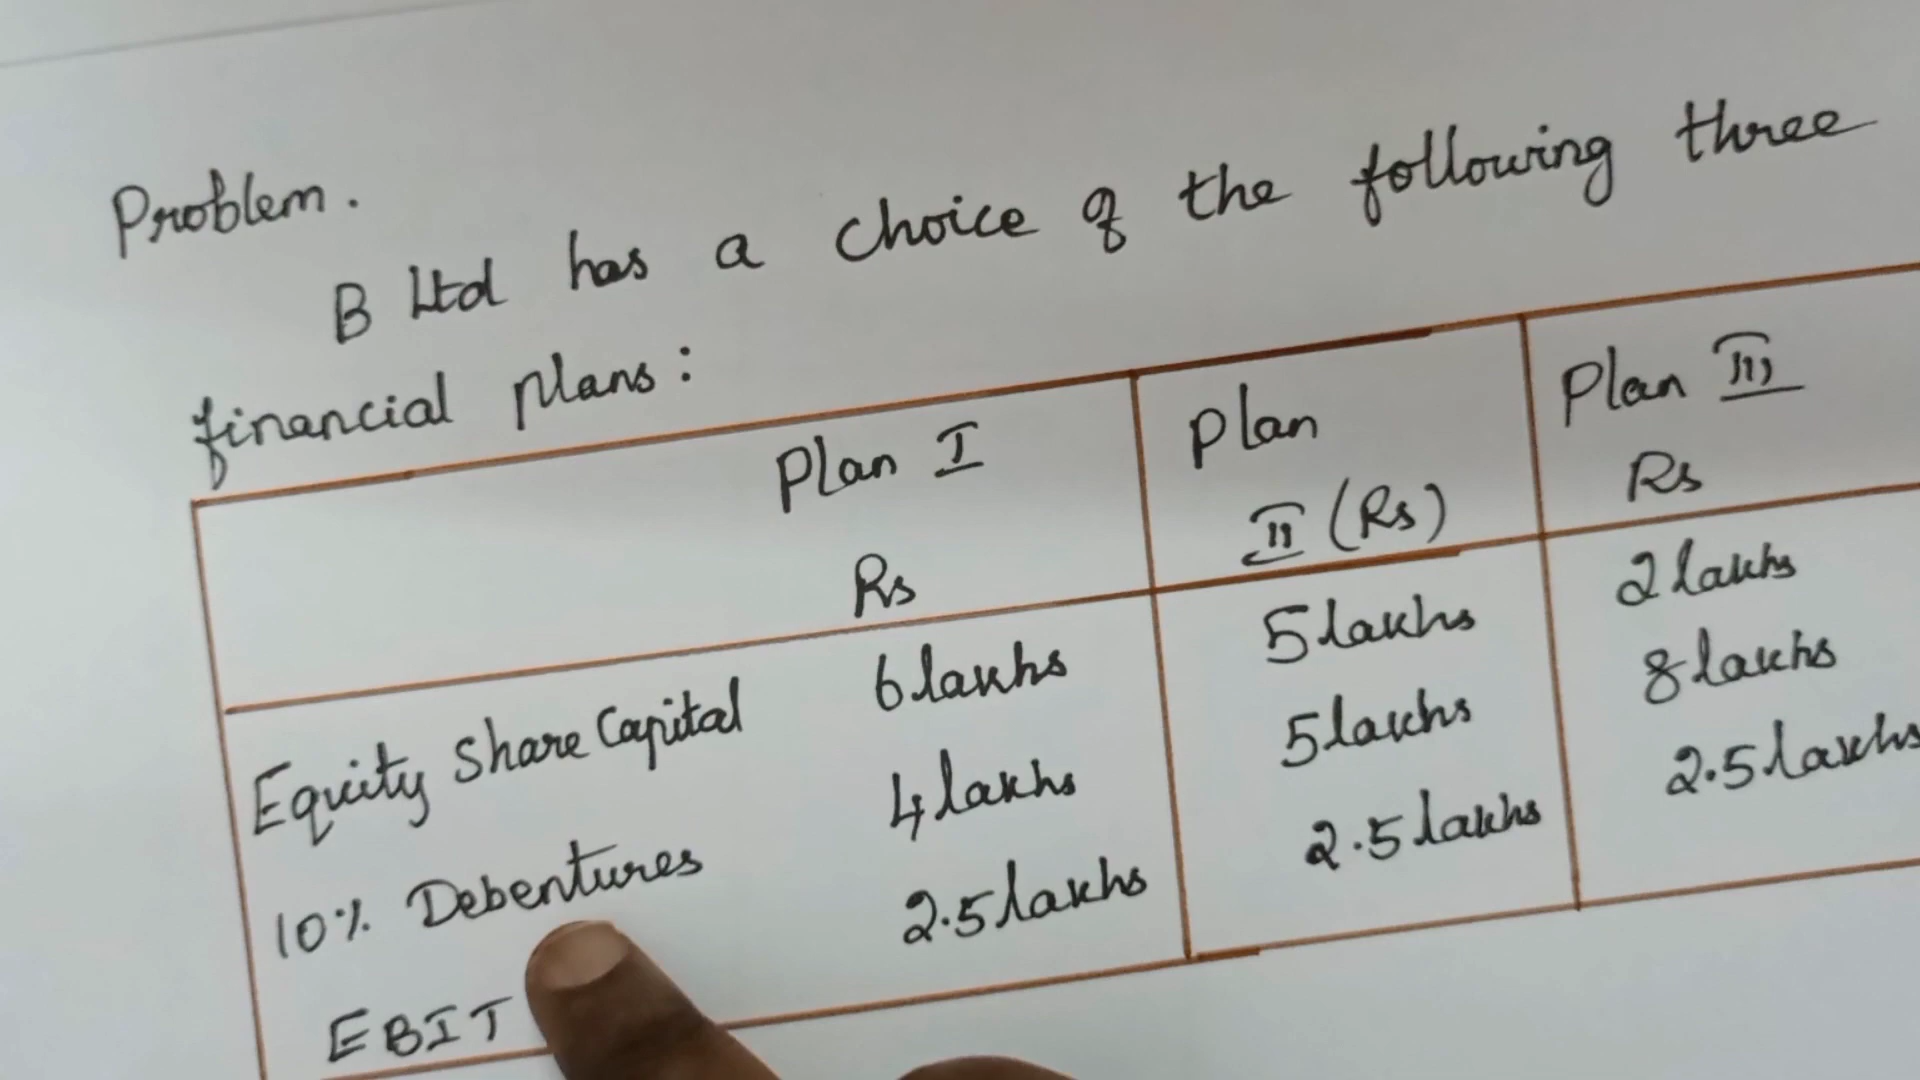 Problem.
B Ltd has a choice of the following three
financial plans:
Plan I Plan Plan III
Rs II (Rs) Rs
Equity Share Capital 6 lakhs 5 lakhs 2 lakhs
10% Debentures 4 lakhs 5 lakhs 8 lakhs
EBIT 2.5 lakhs 2.5 lakhs 2.5 lakhs